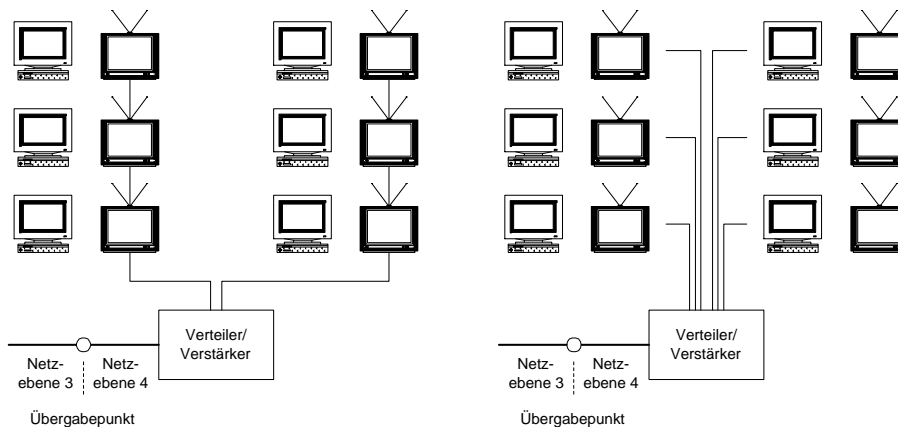 Verteiler/
Verstärker
Netz-
ebene 3
Netz-
ebene 4
Übergabepunkt
Verteiler/
Verstärker
Netz-
ebene 3
Netz-
ebene 4
Übergabepunkt